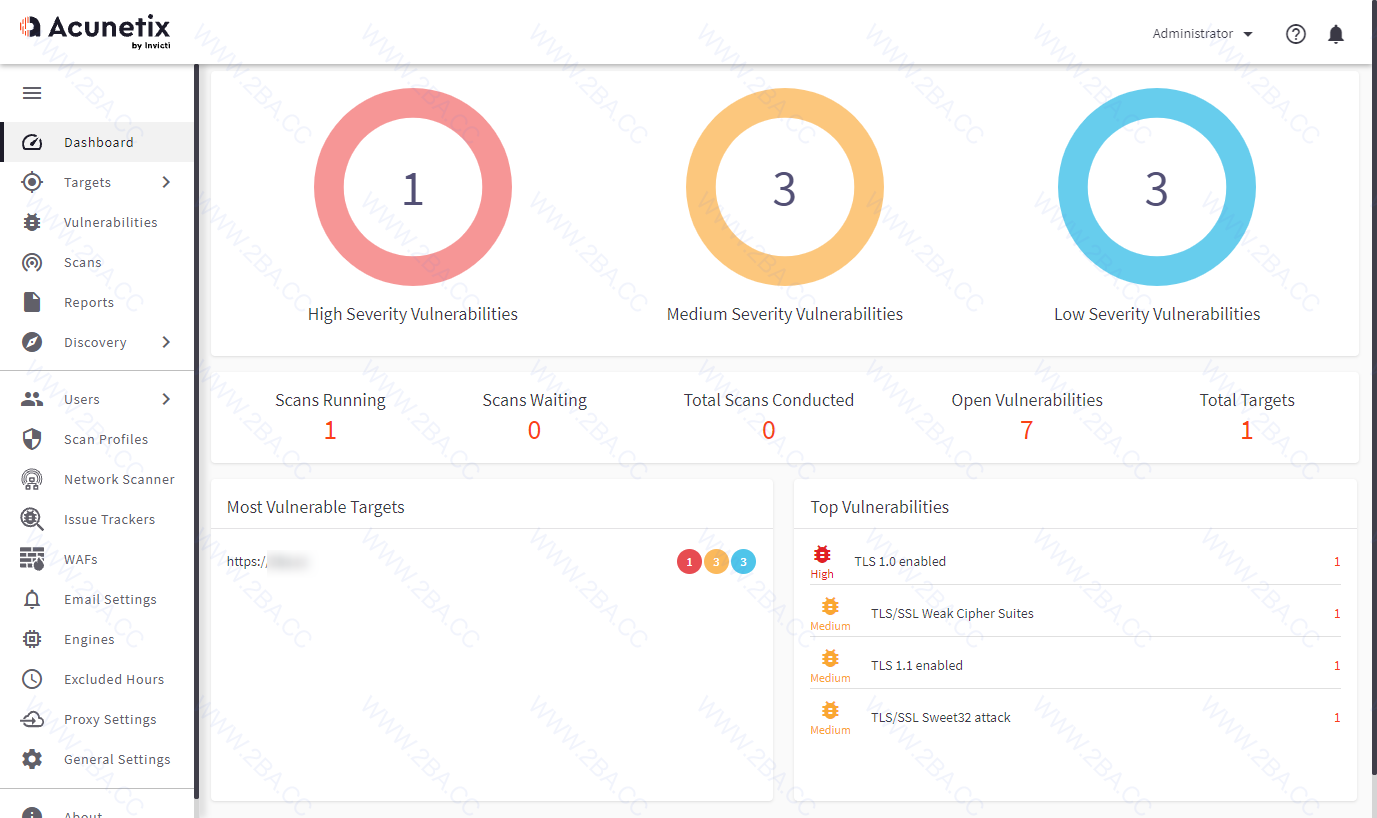 Acunetix
by Invicti
Administrator
Dashboard
Targets
Vulnerabilities
Scans
Reports
Discovery
Users
Scan Profiles
Network Scanner
Issue Trackers
WAFs
Email Settings
Engines
Excluded Hours
Proxy Settings
General Settings
About
1
High Severity Vulnerabilities
3
Medium Severity Vulnerabilities
3
Low Severity Vulnerabilities
Scans Running
1
Scans Waiting
0
Total Scans Conducted
0
Open Vulnerabilities
7
Total Targets
1
Most Vulnerable Targets
https:/ 1 3 3
Top Vulnerabilities
High TLS 1.0 enabled 1
Medium TLS/SSL Weak Cipher Suites 1
Medium TLS 1.1 enabled 1
Medium TLS/SSL Sweet32 attack 1
WWW.2BA.CC